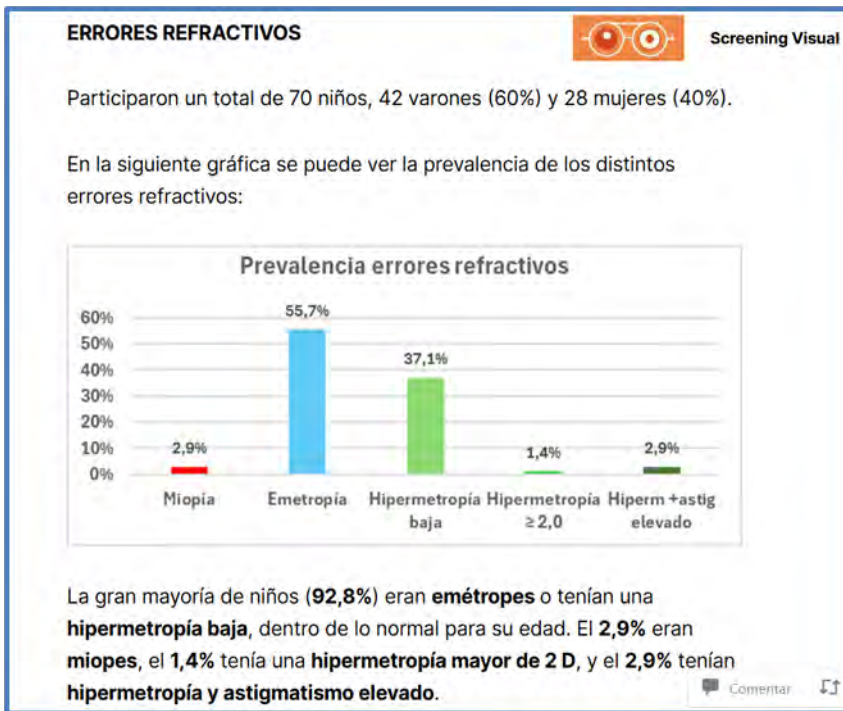 ERRORES REFRACTIVOS
Screening Visual
Participaron un total de 70 niños, 42 varones (60%) y 28 mujeres (40%).
En la siguiente gráfica se puede ver la prevalencia de los distintos
errores refractivos:
Prevalencia errores refractivos
60%
50%
40%
30%
20%
10%
0%
2,9%
55,7%
37,1%
1,4%
2,9%
Miopía
Emetropía
Hipermetropía
baja
Hipermetropía
≥ 2,0
Hiperm +astig
elevado
La gran mayoría de niños (92,8%) eran emétropes o tenían una
hipermetropía baja, dentro de lo normal para su edad. El 2,9% eran
miopes, el 1,4% tenía una hipermetropía mayor de 2 D, y el 2,9% tenían
hipermetropía y astigmatismo elevado.
Comentar